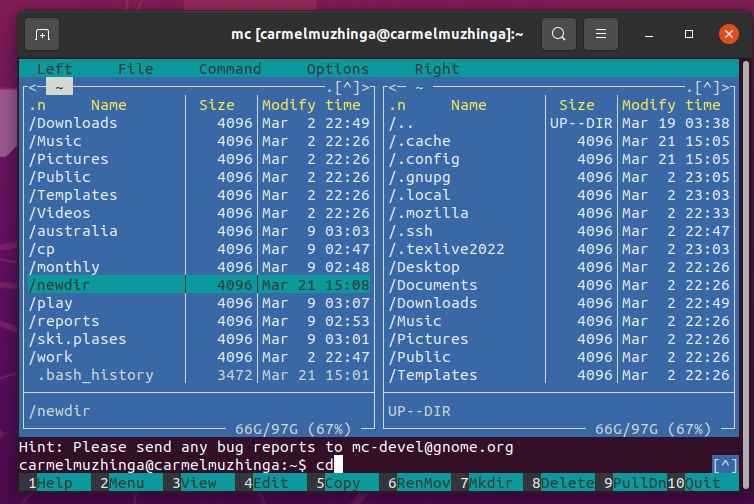 mc [carmelmuzhinga@carmelmuzhinga]:~
Left File Command Options Right
<─ ~ .[^]> <─ ~ .[^]>
.n Name Size Modify time .n Name Size Modify time
/Downloads 4096 Mar 2 22:49 /.. UP--DIR Mar 19 03:38
/Music 4096 Mar 2 22:26 /.cache 4096 Mar 21 15:05
/Pictures 4096 Mar 2 22:26 /.config 4096 Mar 21 15:05
/Public 4096 Mar 2 22:26 /.gnupg 4096 Mar 2 23:05
/Templates 4096 Mar 2 22:26 /.local 4096 Mar 2 23:03
/Videos 4096 Mar 2 22:26 /.mozilla 4096 Mar 2 22:33
/australia 4096 Mar 9 03:03 /.ssh 4096 Mar 2 22:47
/cp 4096 Mar 9 02:47 /.texlive2022 4096 Mar 2 23:03
/monthly 4096 Mar 9 02:48 /Desktop 4096 Mar 2 22:26
/newdir 4096 Mar 21 15:08 /Documents 4096 Mar 2 22:26
/play 4096 Mar 9 03:07 /Downloads 4096 Mar 2 22:49
/reports 4096 Mar 9 02:53 /Music 4096 Mar 2 22:26
/ski.plases 4096 Mar 9 03:01 /Pictures 4096 Mar 2 22:26
/work 4096 Mar 2 22:47 /Public 4096 Mar 2 22:26
.bash_history 3472 Mar 21 15:01 /Templates 4096 Mar 2 22:26
/newdir UP--DIR
66G/97G (67%) 66G/97G (67%)
Hint: Please send any bug reports to mc-devel@gnome.org
carmelmuzhinga@carmelmuzhinga:~$ cd [^]
1Help 2Menu 3View 4Edit 5Copy 6RenMov 7Mkdir 8Delete 9PullDn 10Quit